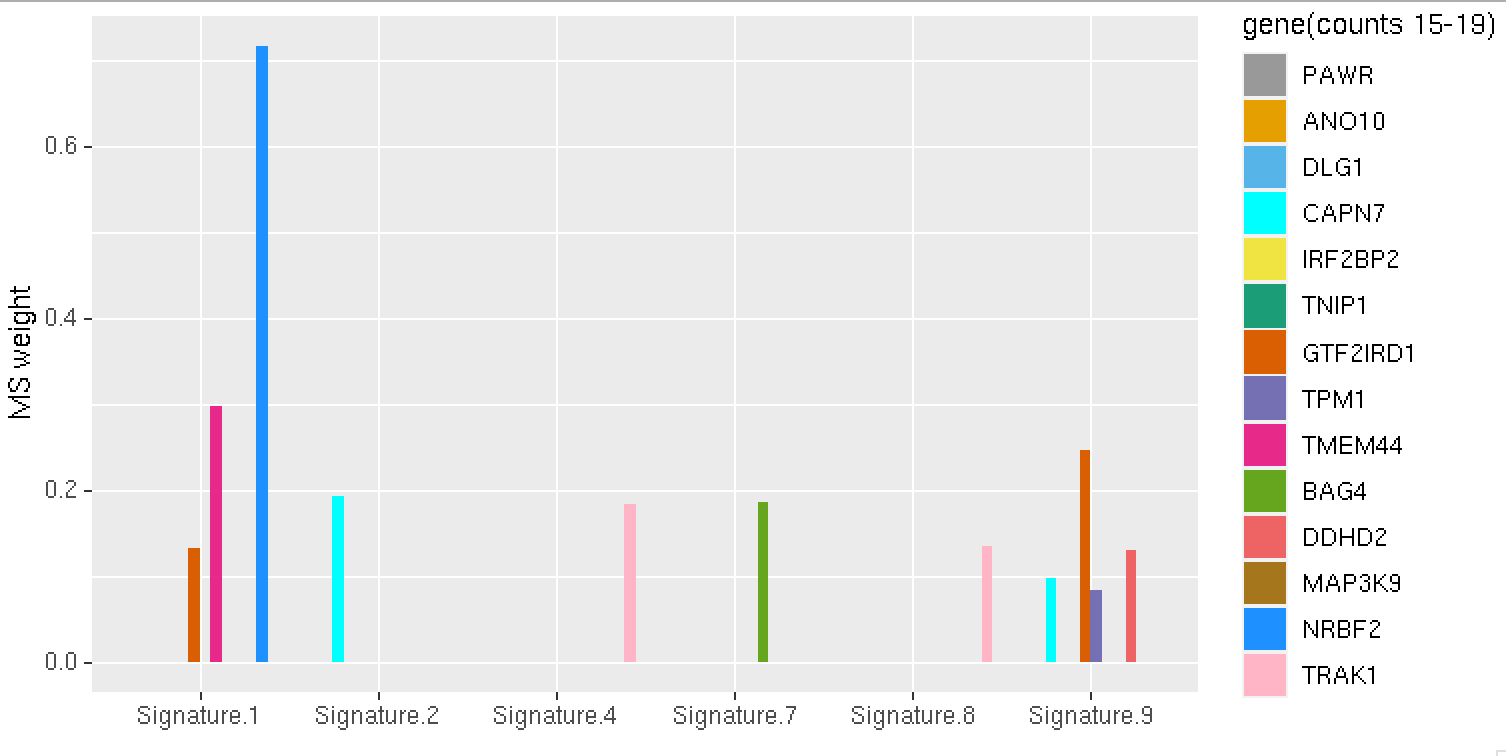 gene(counts 15-19)
PAWR
ANO10
DLG1
CAPN7
IRF2BP2
TNIP1
GTF2IRD1
TPM1
TMEM44
BAG4
DDHD2
MAP3K9
NRBF2
TRAK1
MS weight
0.6
0.4
0.2
0.0
Signature.1 Signature.2 Signature.4 Signature.7 Signature.8 Signature.9